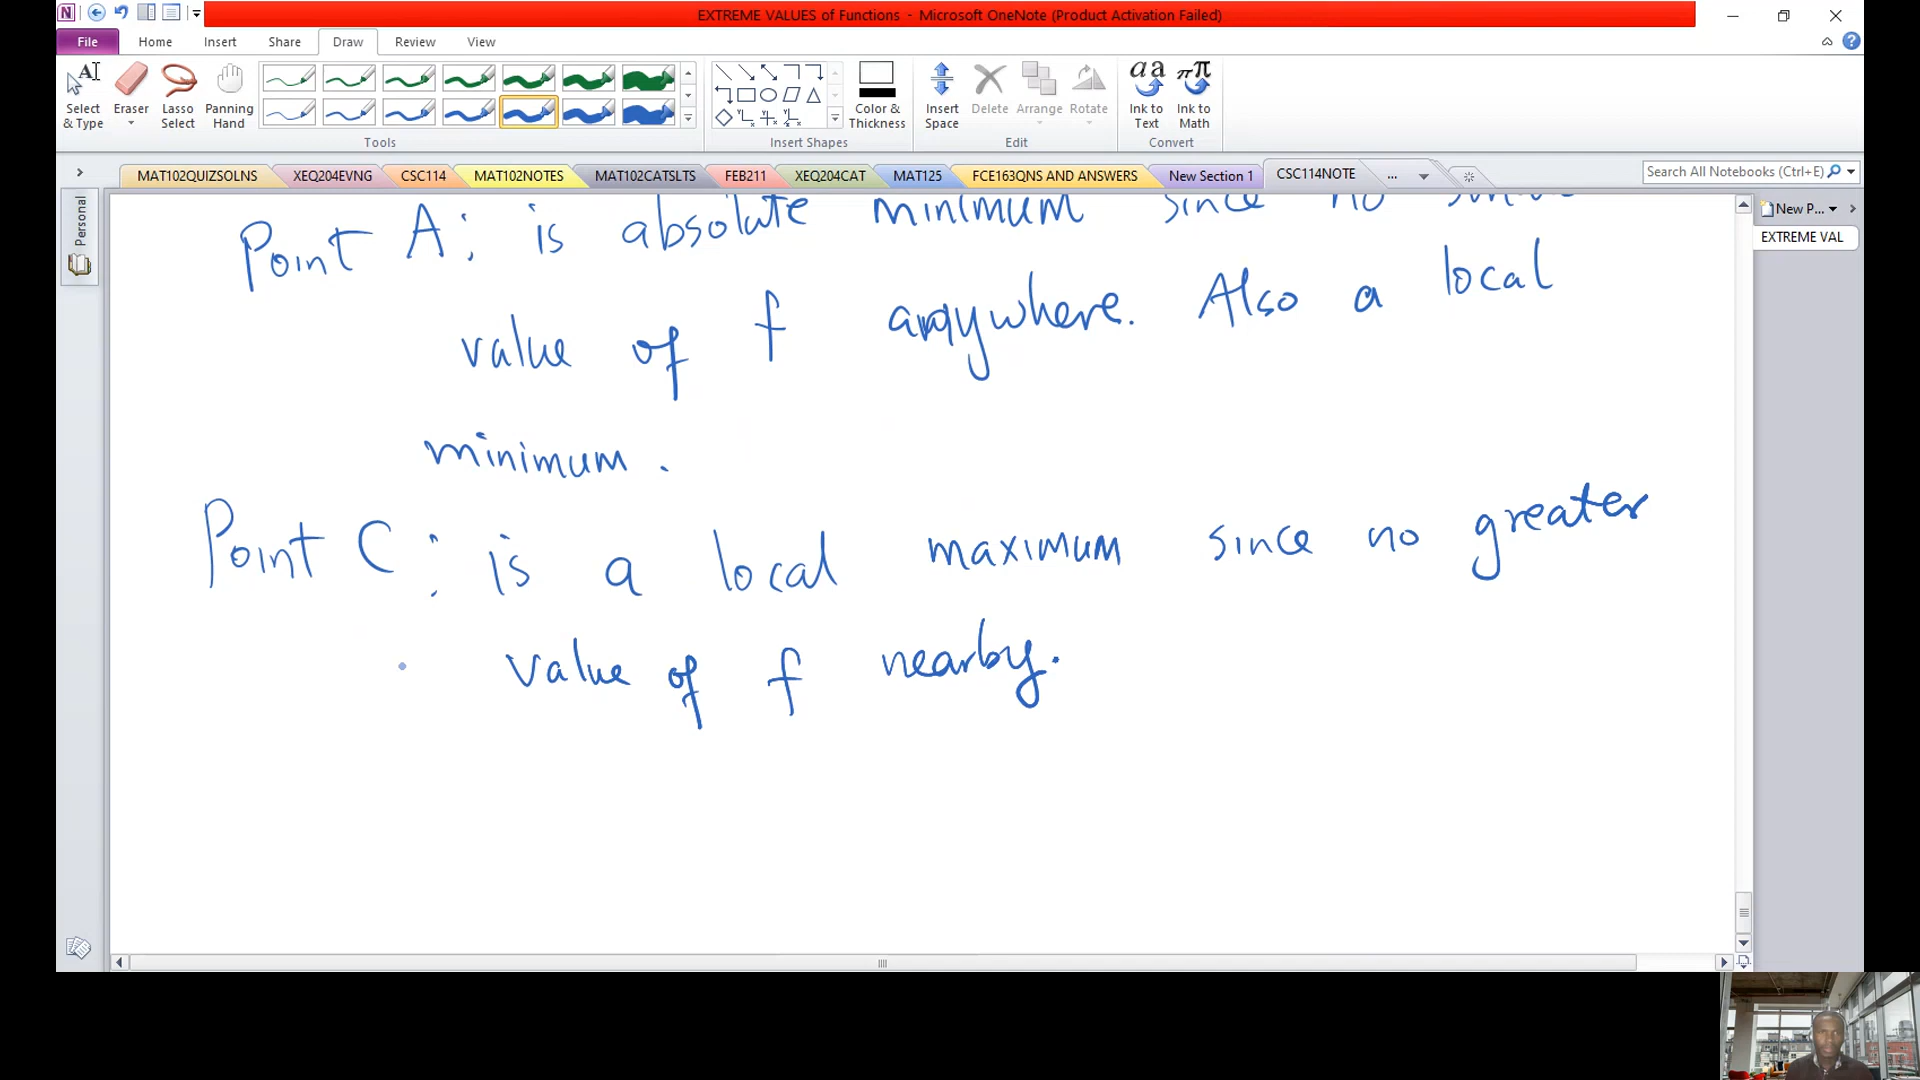 EXTREME VALUES of Functions - Microsoft OneNote (Product Activation Failed)
File Home Insert Share Draw Review View
Select & Type
Eraser
Lasso Select
Panning Hand
Color & Thickness
Insert Space
Delete
Arrange
Rotate
Ink to Text
Ink to Math
Tools
Insert Shapes
Edit
Convert
MAT102QUIZSOLNS XEQ204EVNG CSC114 MAT102NOTES MAT102CATSLTS FEB211 XEQ204CAT MAT125 FCE163QNS AND ANSWERS New Section 1 CSC114NOTE ...
Search All Notebooks (Ctrl+E)
Personal
New P...
EXTREME VAL
Point A: is absolute minimum since no
value of f anywhere. Also a local
minimum.
Point C: is a local maximum since no greater
value of f nearby.